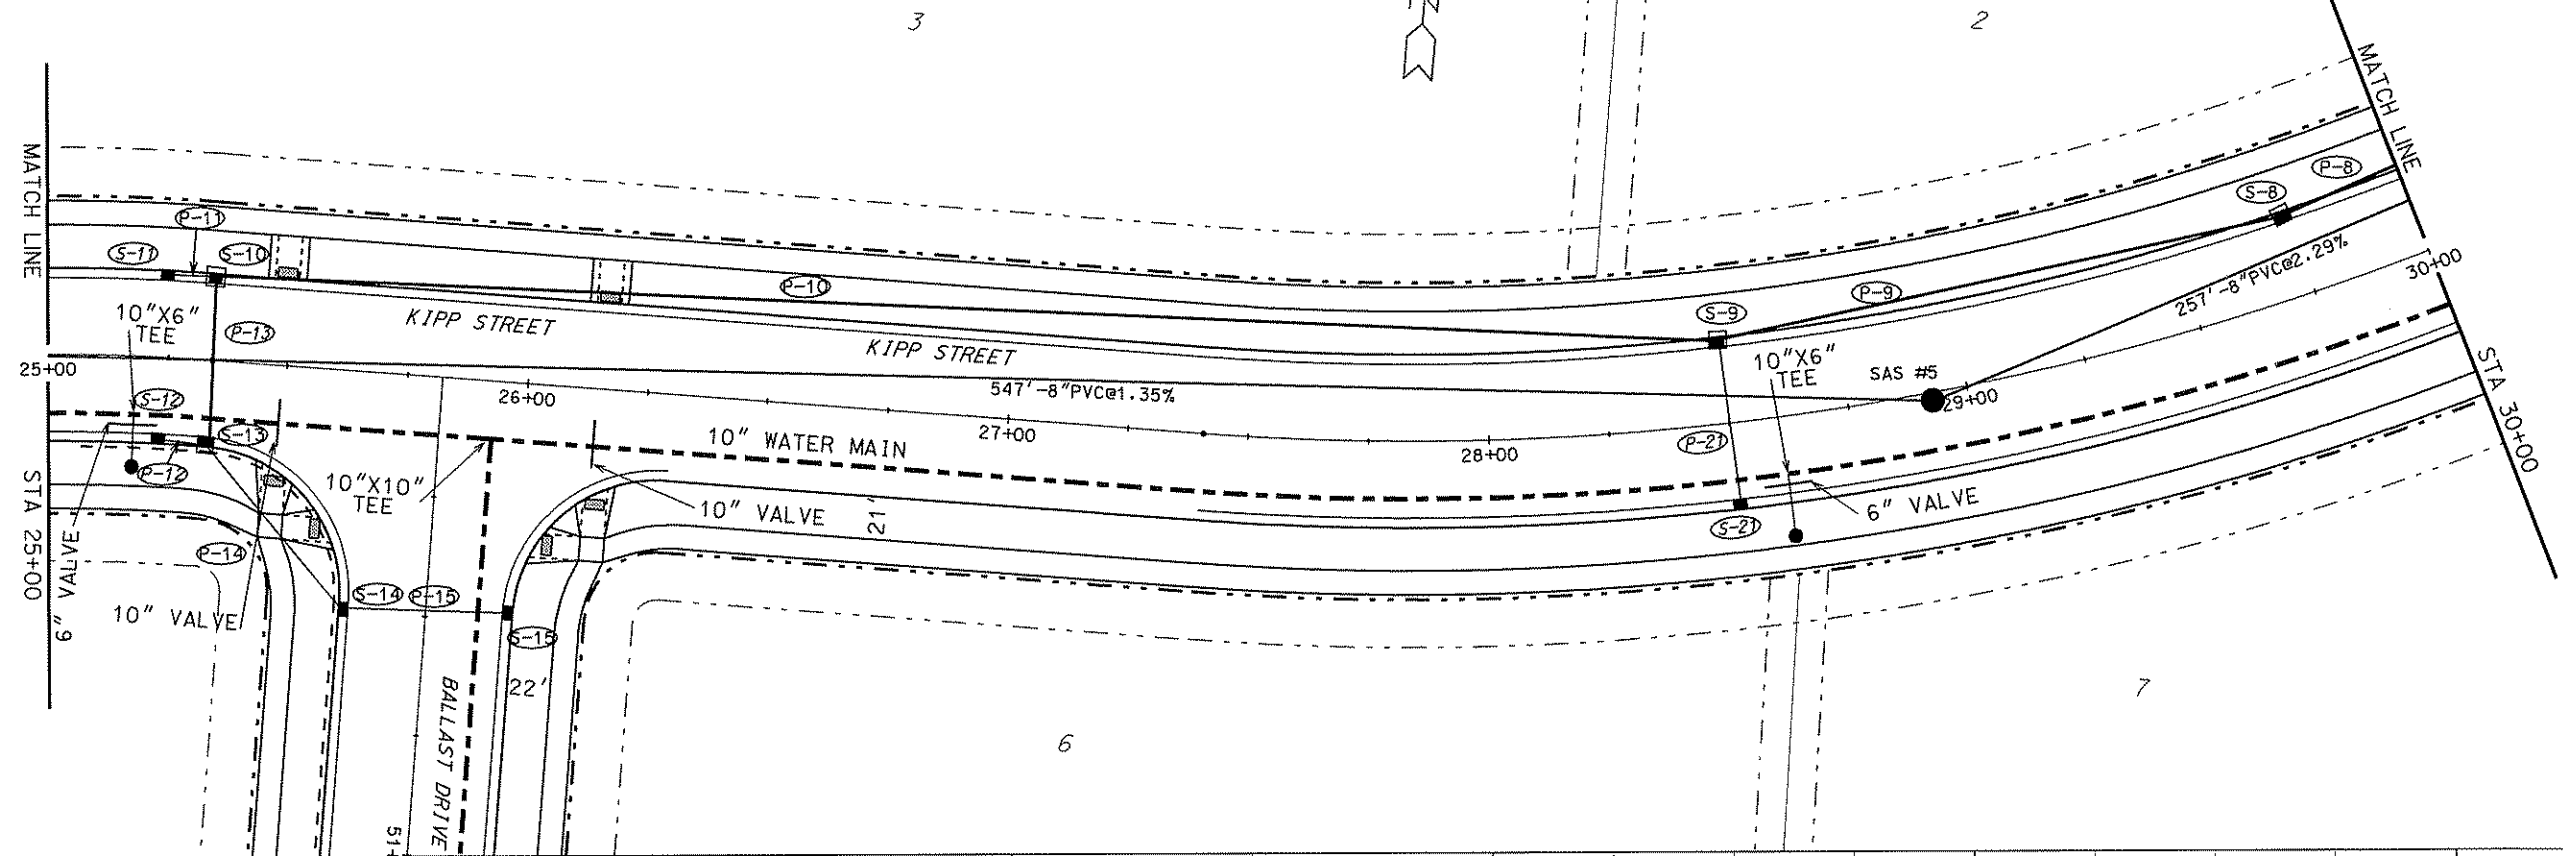 3
N
2
MATCH LINE
MATCH LINE
P-8
S-8
P-11
S-11
S-10
P-10
P-9
S-9
257'-8"PVC@2.29%
30+00
10"X6"
TEE
P-13
KIPP STREET
KIPP STREET
10"X6"
TEE
SAS #5
25+00
26+00
547'-8"PVC@1.35%
29+00
S-12
S-13
27+00
10" WATER MAIN
28+00
P-21
STA 30+00
P-12
10"X10"
TEE
10" VALVE
21'
6" VALVE
S-21
STA 25+00
6" VALVE
P-14
10" VALVE
S-14
P-15
S-15
22'
BALLAST DRIVE
6
7
51+